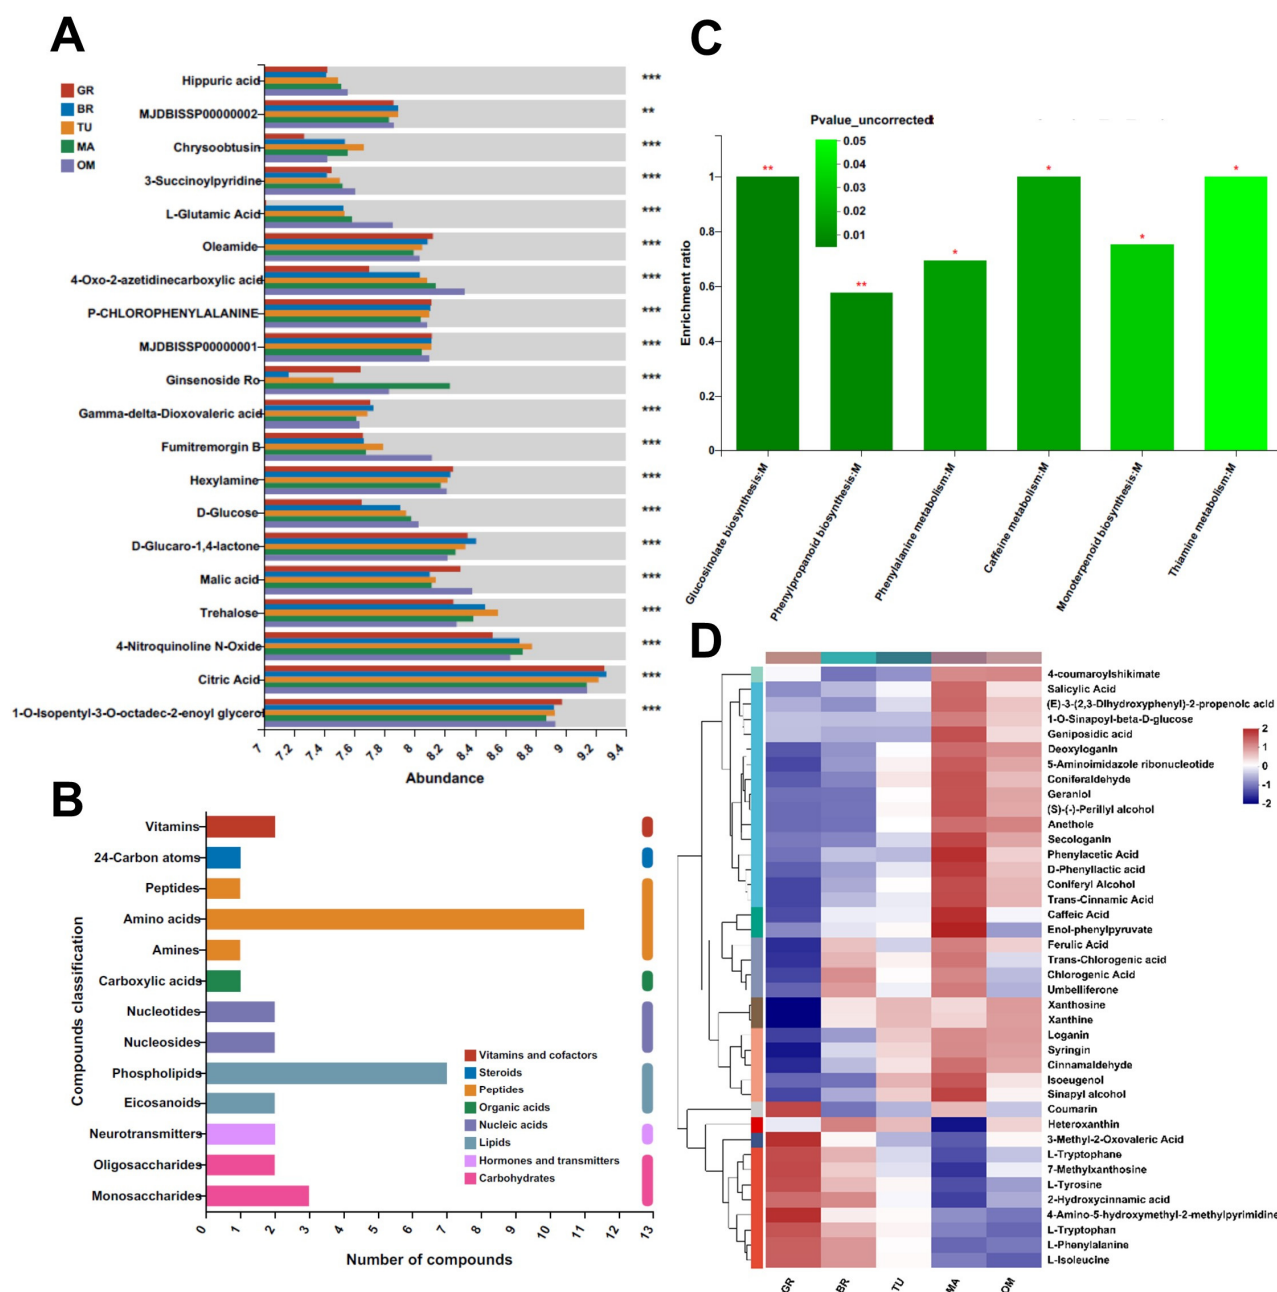 A
GR
BR
TU
MA
OM
Hippuric acid ***
MJDBISSP00000002 **
Chrysoobtusin ***
3-Succinoylpyridine ***
L-Glutamic Acid ***
Oleamide ***
4-Oxo-2-azetidinecarboxylic acid ***
P-CHLOROPHENYLALANINE ***
MJDBISSP00000001 ***
Ginsenoside Ro ***
Gamma-delta-Dioxovaleric acid ***
Fumitremorgin B ***
Hexylamine ***
D-Glucose ***
D-Glucaro-1,4-lactone ***
Malic acid ***
Trehalose ***
4-Nitroquinoline N-Oxide ***
Citric Acid ***
1-O-Isopentyl-3-O-octadec-2-enoyl glycerol ***
7 7.2 7.4 7.6 7.8 8 8.2 8.4 8.6 8.8 9 9.2 9.4
Abundance
B
Compounds classification
Vitamins
24-Carbon atoms
Peptides
Amino acids
Amines
Carboxylic acids
Nucleotides
Nucleosides
Phospholipids
Eicosanoids
Neurotransmitters
Oligosaccharides
Monosaccharides
Vitamins and cofactors
Steroids
Peptides
Organic acids
Nucleic acids
Lipids
Hormones and transmitters
Carbohydrates
0 1 2 3 4 5 6 7 8 9 10 11 12 13
Number of compounds
C
Pvalue_uncorrected
0.05
0.04
0.03
0.02
0.01
Enrichment ratio
1
0.8
0.6
0.4
0.2
0
** ** * * * *
Glucosinolate biosynthesis:M
Phenylpropanoid biosynthesis:M
Phenylalanine metabolism:M
Caffeine metabolism:M
Monoterpenoid biosynthesis:M
Thiamine metabolism:M
D
4-coumaroylshikimate
Salicylic Acid
(E)-3-(2,3-DIhydroxyphenyl)-2-propenoic acid
1-O-Sinapoyl-beta-D-glucose
Geniposidic acid
Deoxyloganin
5-Aminoimidazole ribonucleotide
Coniferaldehyde
Geraniol
(S)-(-)-Perillyl alcohol
Anethole
Secologanin
Phenylacetic Acid
D-Phenyllactic acid
Coniferyl Alcohol
Trans-Cinnamic Acid
Caffeic Acid
Enol-phenylpyruvate
Ferulic Acid
Trans-Chlorogenic acid
Chlorogenic Acid
Umbelliferone
Xanthosine
Xanthine
Loganin
Syringin
Cinnamaldehyde
Isoeugenol
Sinapyl alcohol
Coumarin
Heteroxanthin
3-Methyl-2-Oxovaleric Acid
L-Tryptophane
7-Methylxanthosine
L-Tyrosine
2-Hydroxycinnamic acid
4-Amino-5-hydroxymethyl-2-methylpyrimidine
L-Tryptophan
L-Phenylalanine
L-Isoleucine
2
1
0
-1
-2
GR BR TU MA OM